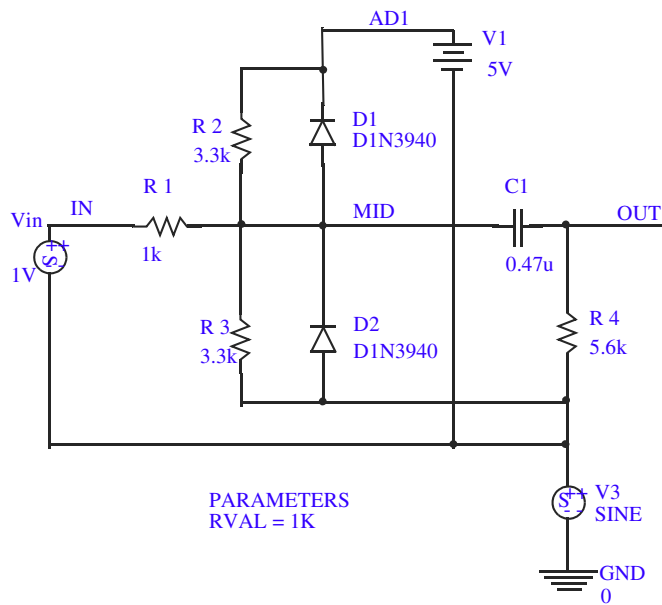 AD1
V1
5V
D1
D1N3940
R 2
3.3k
R 1
C1
Vin
IN
MID
OUT
1k
0.47u
S
++
-
1V
R 3
3.3k
D2
D1N3940
R 4
5.6k
PARAMETERS
RVAL = 1K
S
++
--
V3
SINE
GND
0